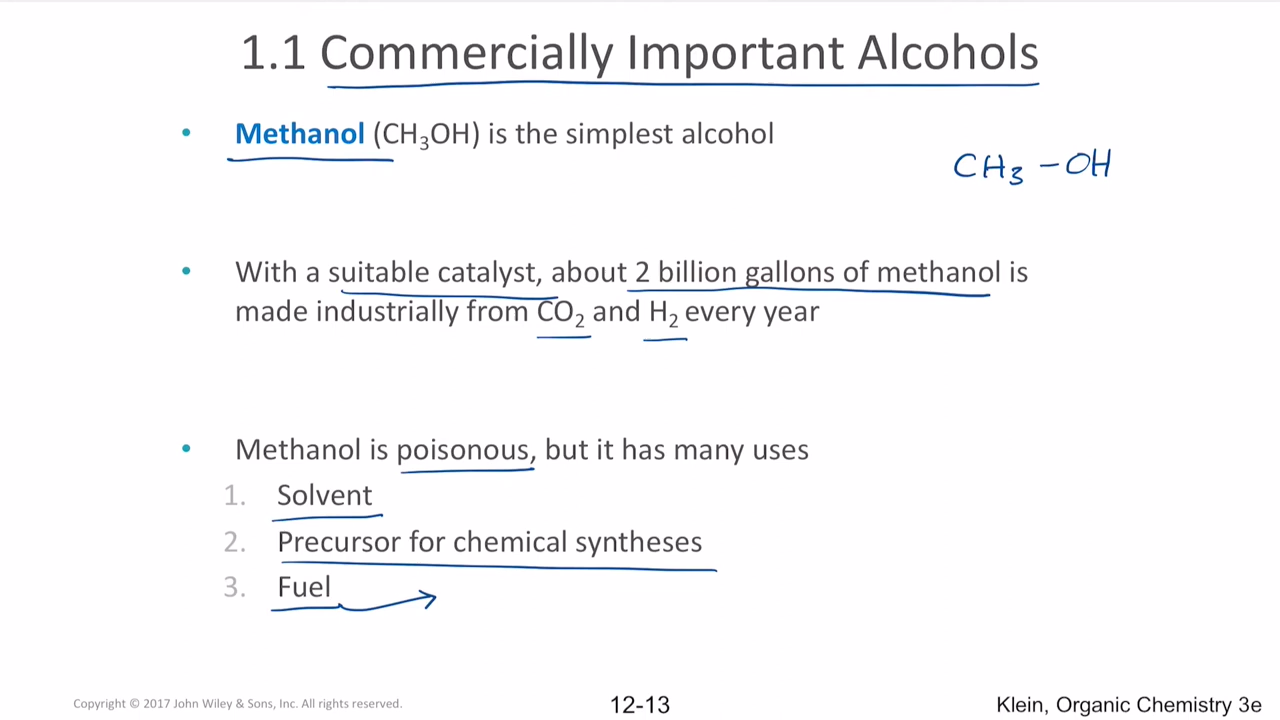 1.1 Commercially Important Alcohols
• Methanol (CH₃OH) is the simplest alcohol
CH₃ – OH
• With a suitable catalyst, about 2 billion gallons of methanol is
made industrially from CO₂ and H₂ every year
• Methanol is poisonous, but it has many uses
1. Solvent
2. Precursor for chemical syntheses
3. Fuel
Copyright © 2017 John Wiley & Sons, Inc. All rights reserved.
12-13
Klein, Organic Chemistry 3e